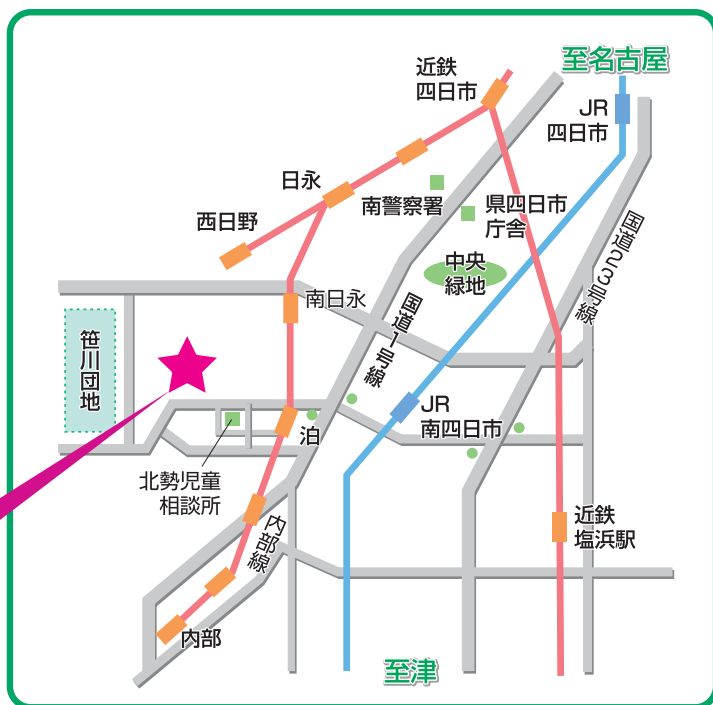 至名古屋
近鉄
四日市
JR
四日市
日永
南警察署
県四日市
庁舎
西日野
国道23号線
中央
緑地
南日永
国道1号線
笹川団地
JR
南四日市
泊
北勢児童
相談所
内部線
近鉄
塩浜駅
内部
至津